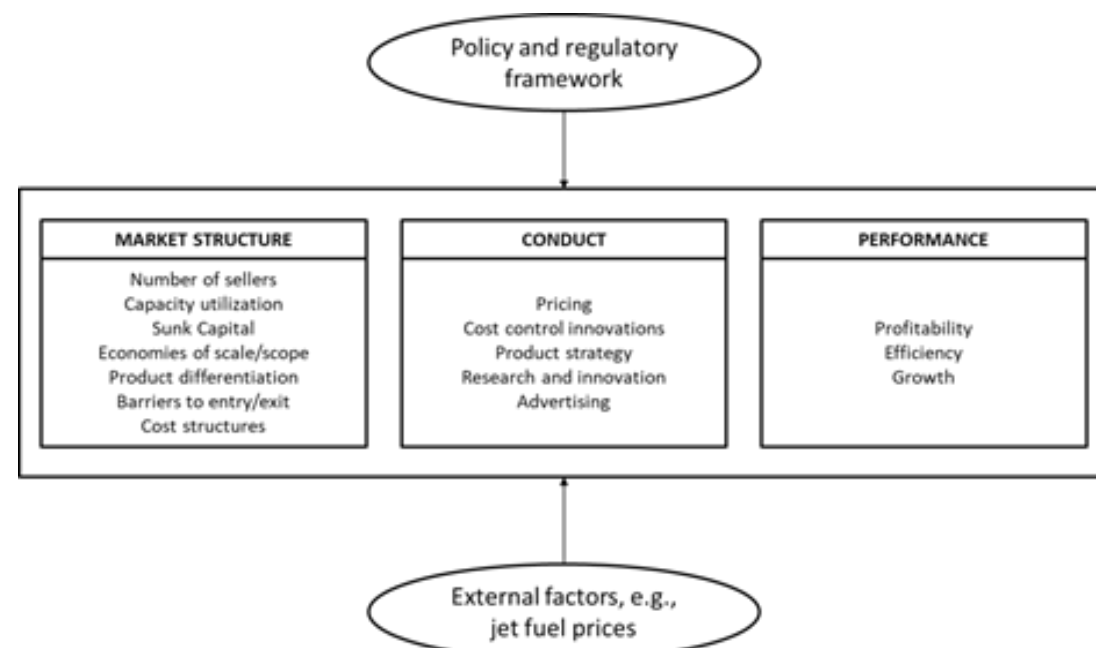 Policy and regulatory
framework
MARKET STRUCTURE
Number of sellers
Capacity utilization
Sunk Capital
Economies of scale/scope
Product differentiation
Barriers to entry/exit
Cost structures
CONDUCT
Pricing
Cost control innovations
Product strategy
Research and innovation
Advertising
PERFORMANCE
Profitability
Efficiency
Growth
External factors, e.g.,
jet fuel prices